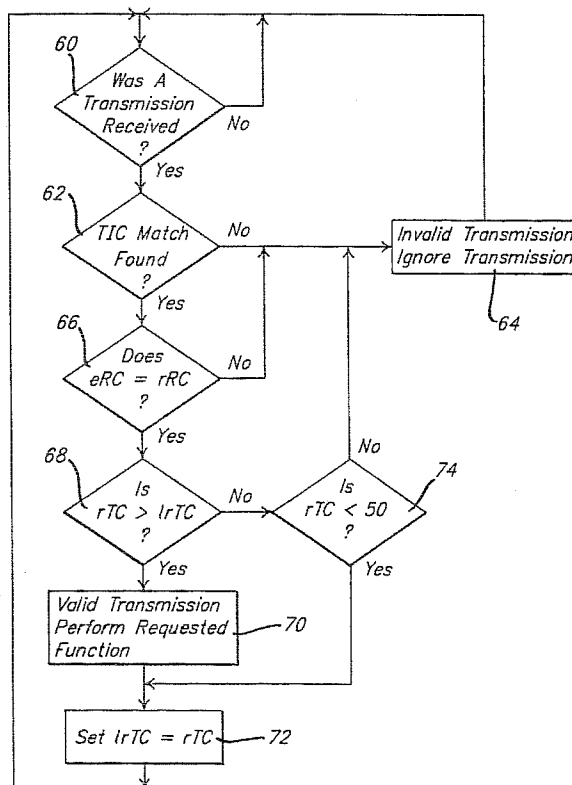 60
Was A
Transmission
Received
?
No
Yes
62
TIC Match
Found
?
No
Yes
Invalid Transmission
Ignore Transmission
64
66
Does
eRC = rRC
?
No
Yes
68
Is
rTC > lrTC
?
No
Yes
74
Is
rTC < 50
?
No
Yes
Valid Transmission
Perform Requested
Function
70
Set lrTC = rTC
72